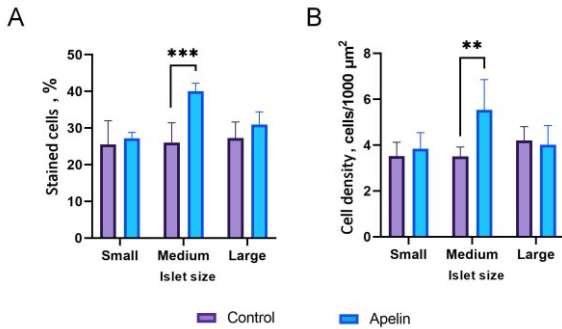 A
Stained cells , %
50
40
30
20
10
0
***
Small Medium Large
Islet size
B
Cell density, cells/1000 µm²
8
6
4
2
0
**
Small Medium Large
Islet size
Control Apelin